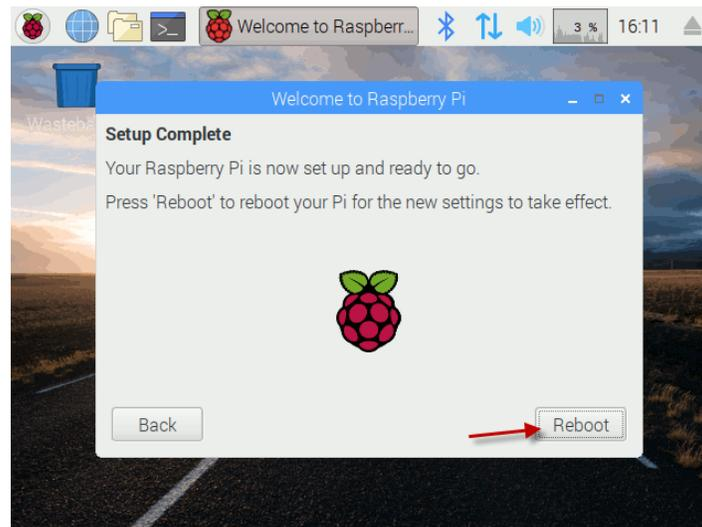 Welcome to Raspberr...
3 %
16:11
Welcome to Raspberry Pi
Setup Complete
Your Raspberry Pi is now set up and ready to go.
Press 'Reboot' to reboot your Pi for the new settings to take effect.
Back
Reboot